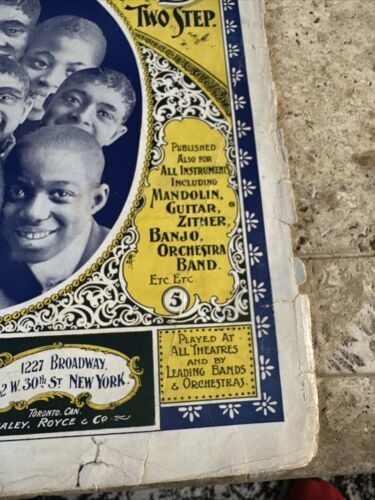 Two Step.
Published
Also for
All Instruments
Including
Mandolin,
Guitar,
Zither,
Banjo,
Orchestra
Band.
Etc. Etc.
5
1227 Broadway,
2 W. 30th St New York.
Toronto. Can.
aley, Royce & Co.
Played at
All Theatres
and by
Leading Bands
& Orchestras.